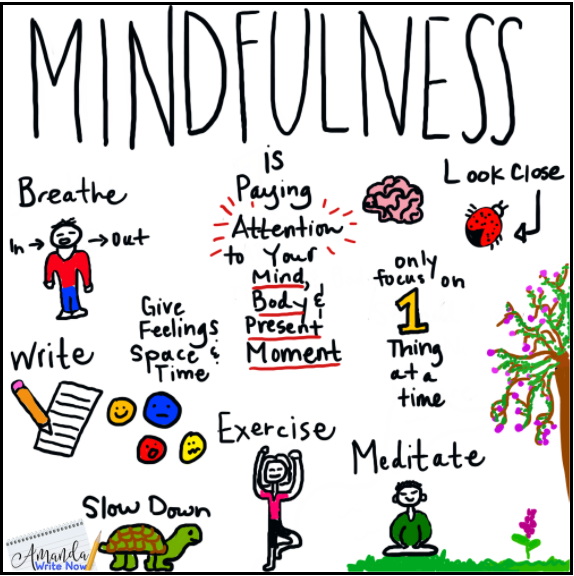 MINDFULNESS
is
Paying
Attention
to Your
Mind,
Body &
Present
Moment
Breathe
In → → Out
Look Close
only
focus on
1
Thing
at a
time
Give
Feelings
Space &
Time
Write
Exercise
Meditate
Slow Down
Amanda
Write Now